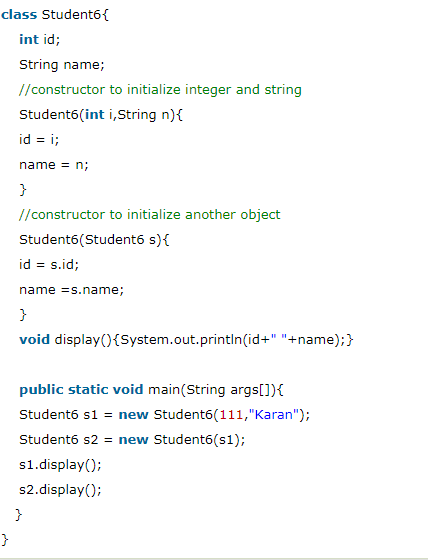 class Student6{
int id;
String name;
//constructor to initialize integer and string
Student6(int i,String n){
id = i;
name = n;
}
//constructor to initialize another object
Student6(Student6 s){
id = s.id;
name =s.name;
}
void display(){System.out.println(id+" "+name);}
public static void main(String args[]){
Student6 s1 = new Student6(111,"Karan");
Student6 s2 = new Student6(s1);
s1.display();
s2.display();
}
}